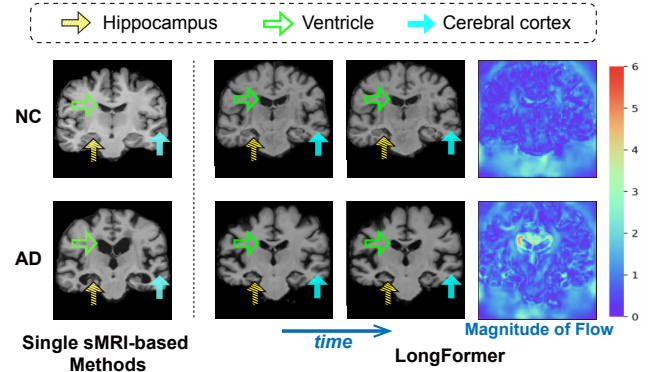 Hippocampus Ventricle Cerebral cortex
NC
AD
6
5
4
3
2
1
0
time
Magnitude of Flow
Single sMRI-based
Methods
LongFormer